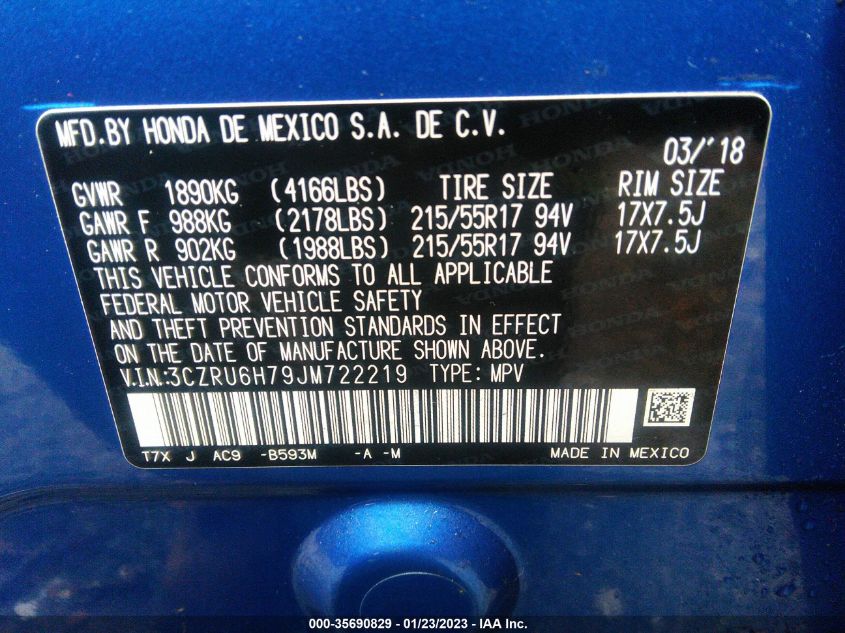 MFD.BY HONDA DE MEXICO S.A. DE C.V.
03/'18
GVWR 1890KG (4166LBS) TIRE SIZE RIM SIZE
GAWR F 988KG (2178LBS) 215/55R17 94V 17X7.5J
GAWR R 902KG (1988LBS) 215/55R17 94V 17X7.5J
THIS VEHICLE CONFORMS TO ALL APPLICABLE
FEDERAL MOTOR VEHICLE SAFETY
AND THEFT PREVENTION STANDARDS IN EFFECT
ON THE DATE OF MANUFACTURE SHOWN ABOVE.
V.I.N:3CZRU6H79JM722219 TYPE: MPV
T7X J AC9 -B593M -A -M MADE IN MEXICO
000-35690829 - 01/23/2023 - IAA Inc.